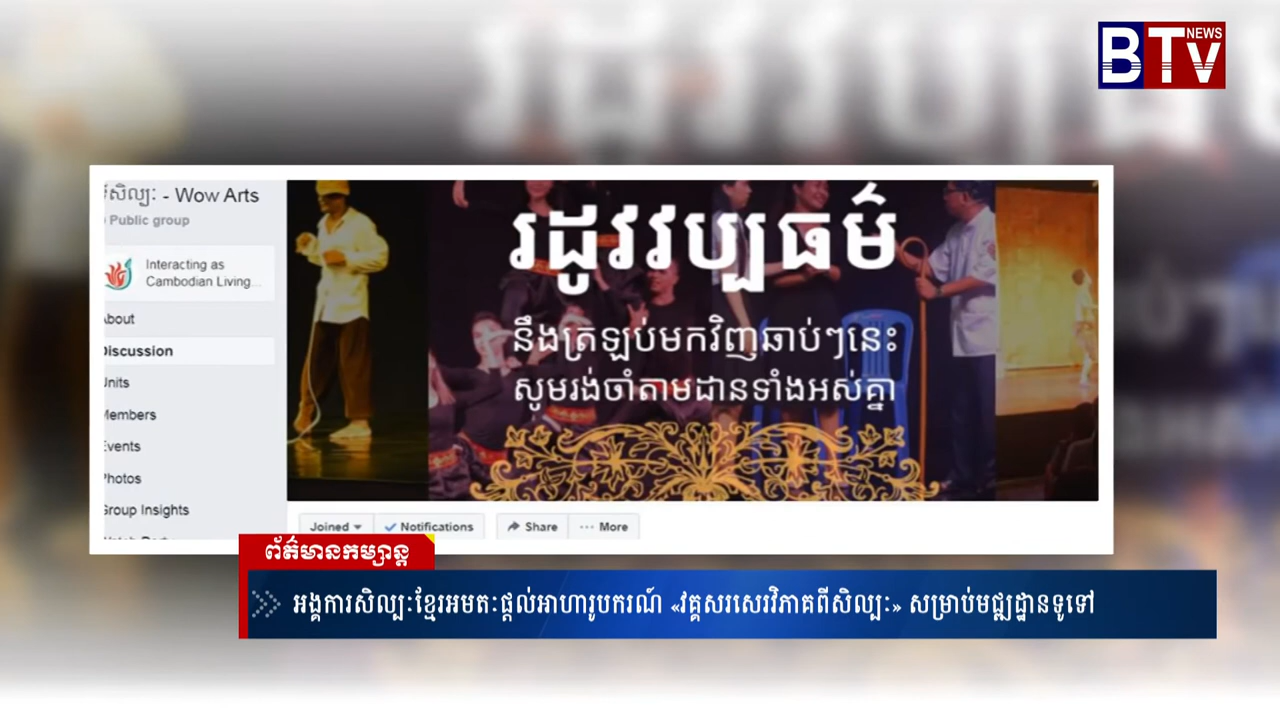 BTV NEWS
សិល្បៈ - Wow Arts
Public group
Interacting as
Cambodian Living...
About
Discussion
Units
Members
Events
Photos
Group Insights
រដូវវប្បធម៌
នឹងត្រឡប់មកវិញឆាប់ៗនេះ
សូមរង់ចាំតាមដានទាំងអស់គ្នា
Joined
Notifications
Share
More
ព័ត៌មានកម្សាន្ត
អង្គការសិល្បៈខ្មែរអមតៈផ្តល់អាហារូបករណ៍ «វគ្គសរសេរវិភាគពីសិល្បៈ» សម្រាប់មជ្ឈដ្ឋានទូទៅ